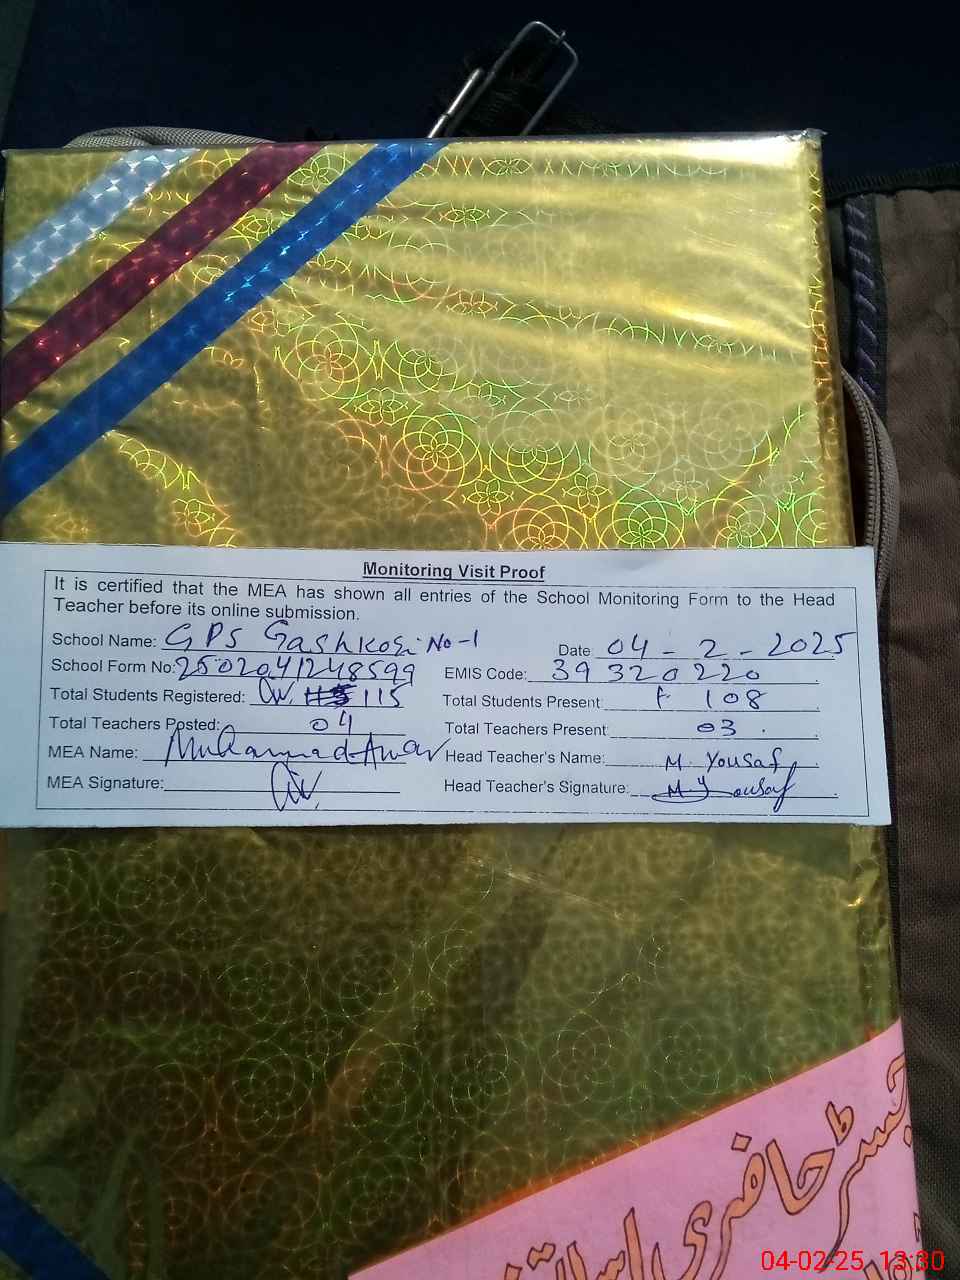 Monitoring Visit Proof
It is certified that the MEA has shown all entries of the School Monitoring Form to the Head
Teacher before its online submission.
School Name: GPS Gashkori No-1 Date: 04-2-2025
School Form No: 2502041248599 EMIS Code: 39320220
Total Students Registered: 115 Total Students Present: 108
Total Teachers Posted: 04 Total Teachers Present: 03
MEA Name: Muhammad Anwar Head Teacher's Name: M. Yousaf
MEA Signature: Head Teacher's Signature: M. Yousaf
رجسٹر حاضری اساتذہ
04-02-25 13:30